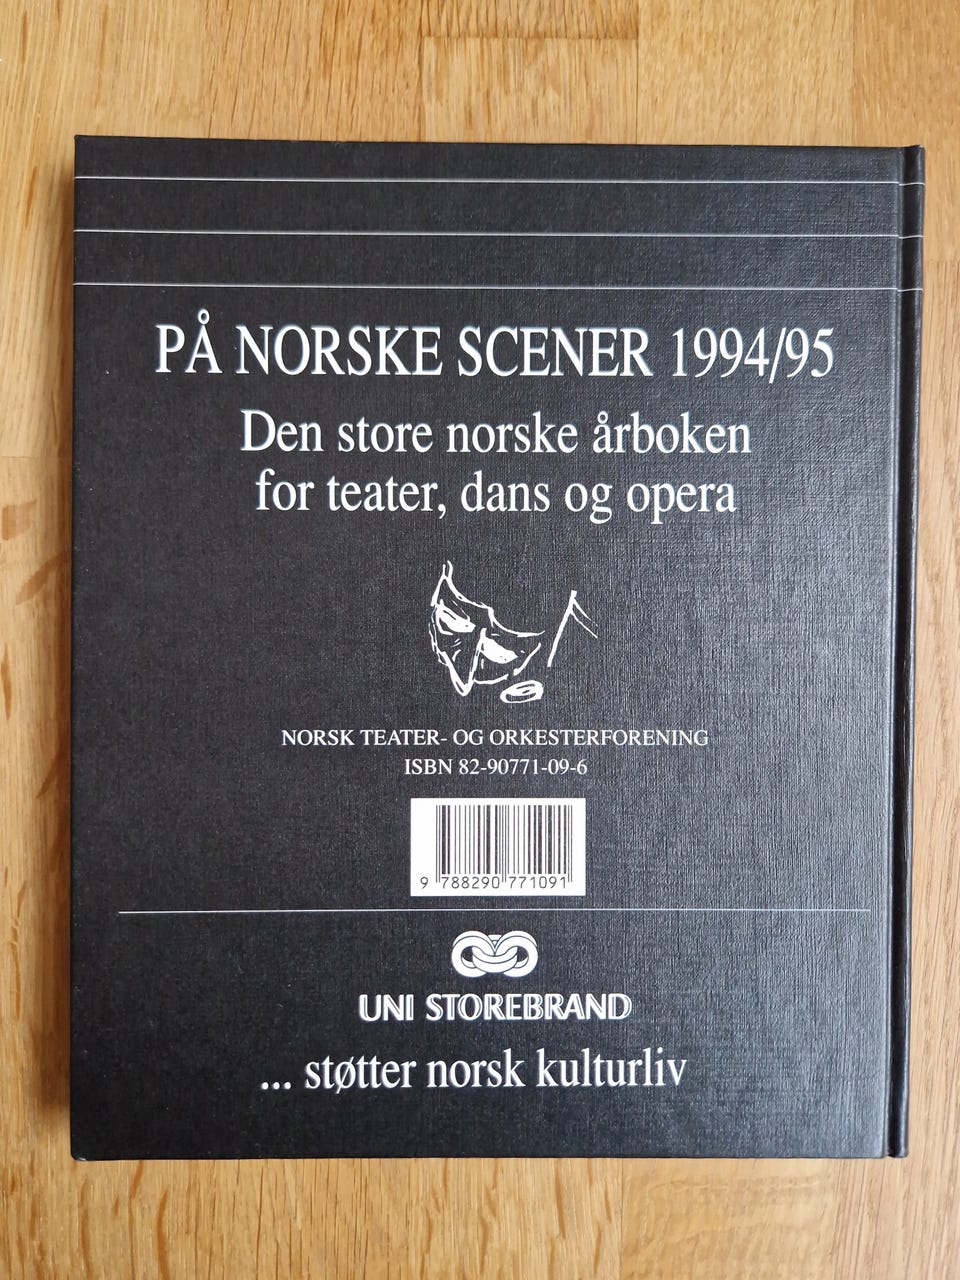 PÅ NORSKE SCENER 1994/95
Den store norske årboken
for teater, dans og opera
NORSK TEATER- OG ORKESTERFORENING
ISBN 82-90771-09-6
9 788290 771091
UNI STOREBRAND
... støtter norsk kulturliv